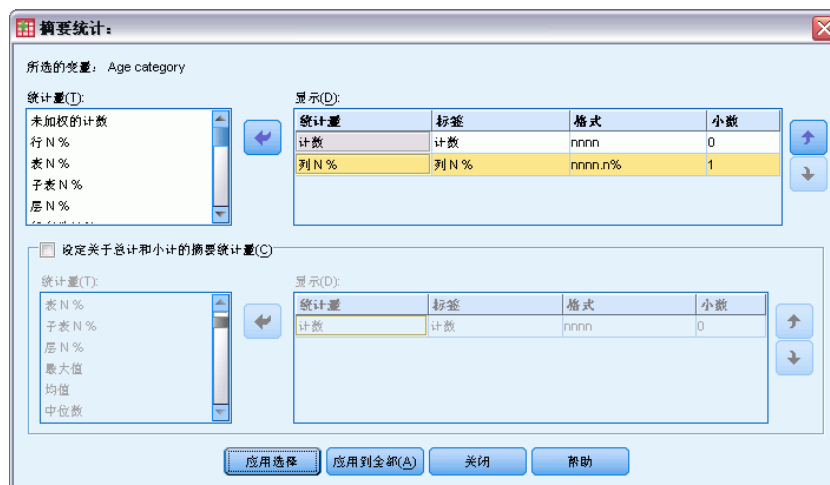 摘要统计:
所选的变量: Age category
统计量(T):
未加权的计数
行 N %
表 N %
子表 N %
层 N %
显示(D):
统计量 标签 格式 小数
计数 计数 nnnn 0
列 N % 列 N % nnnn.n% 1
设定关于总计和小计的摘要统计量(C)
统计量(T):
表 N %
子表 N %
层 N %
最大值
均值
中位数
显示(D):
统计量 标签 格式 小数
计数 计数 nnnn 0
应用选择 应用到全部(A) 关闭 帮助